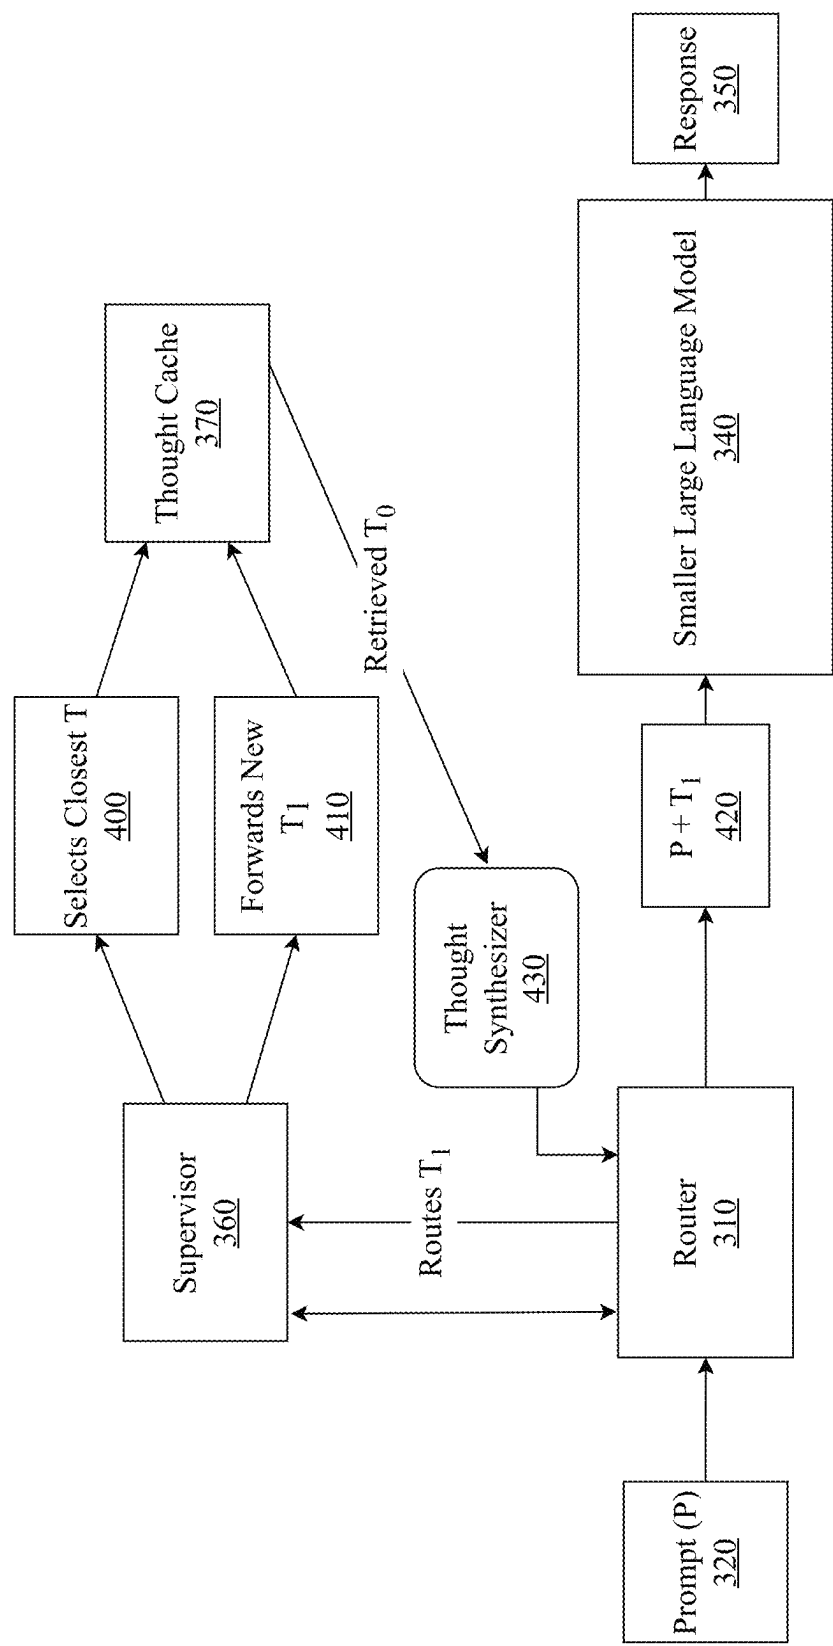 Selects Closest T
400
Forwards New
T1
410
Thought Cache
370
Supervisor
360
Retrieved T0
Thought
Synthesizer
430
Routes T1
Prompt (P)
320
Router
310
P + T1
420
Smaller Large Language Model
340
Response
350